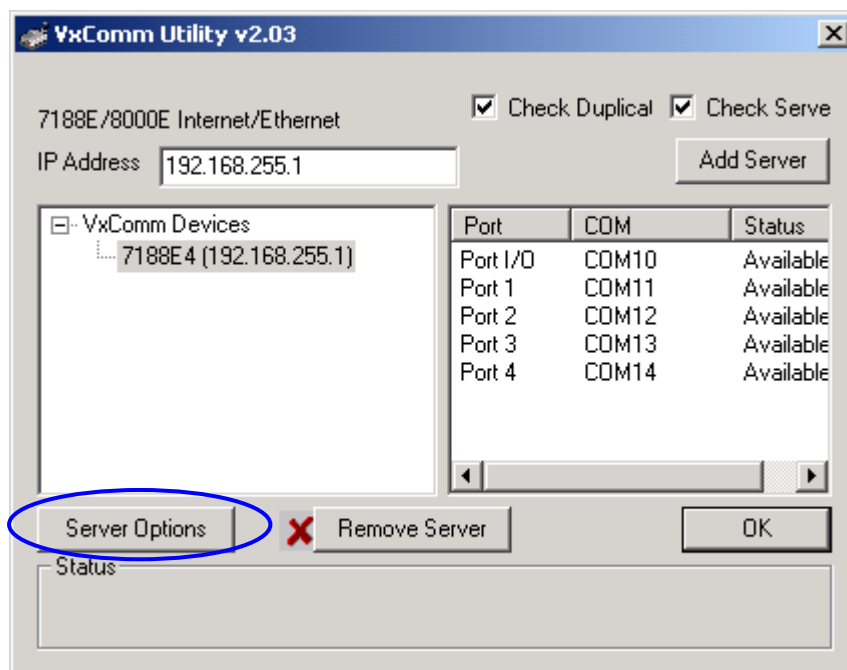 VxComm Utility v2.03
Check Duplicat
Check Serve
7188E/8000E Internet/Ethernet
IP Address
192.168.255.1
Add Server
VxComm Devices
7188E4 (192.168.255.1)
Port COM Status
Port I/O COM10 Available
Port 1 COM11 Available
Port 2 COM12 Available
Port 3 COM13 Available
Port 4 COM14 Available
Server Options
Remove Server
OK
Status